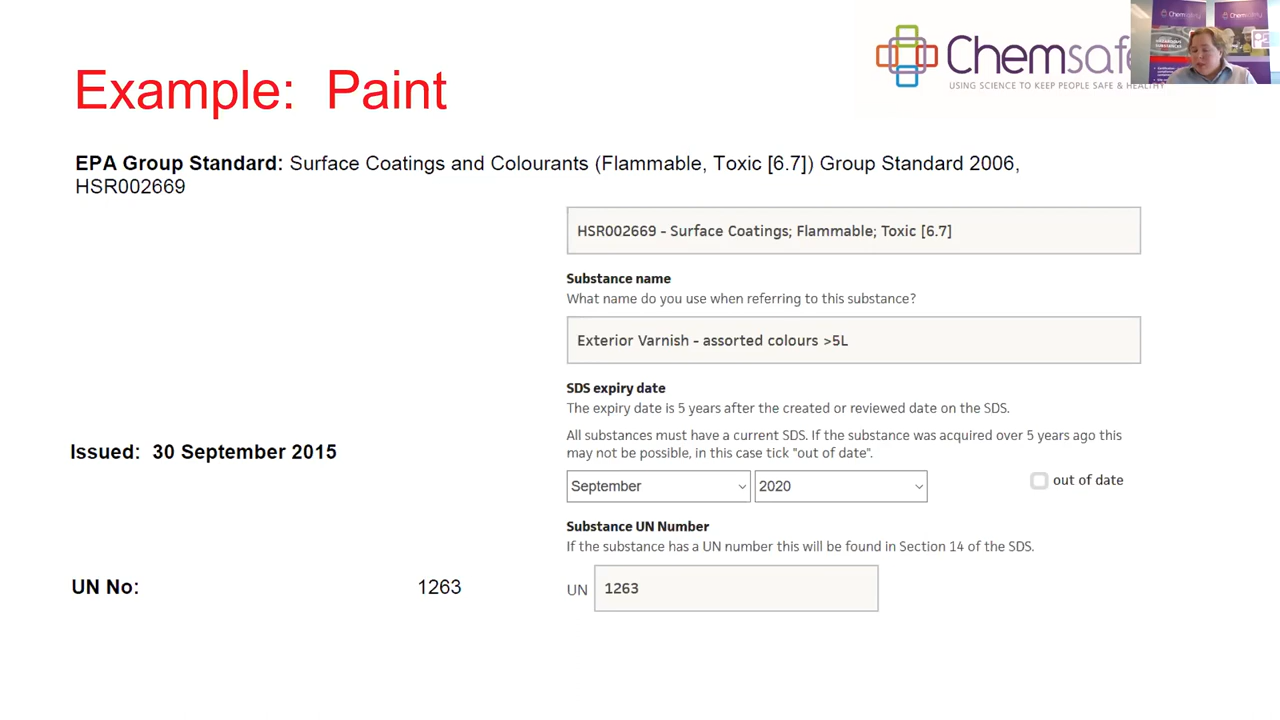 Chemsafe
USING SCIENCE TO KEEP PEOPLE SAFE & HEALTHY
Example: Paint
EPA Group Standard: Surface Coatings and Colourants (Flammable, Toxic [6.7]) Group Standard 2006,
HSR002669
HSR002669 - Surface Coatings; Flammable; Toxic [6.7]
Substance name
What name do you use when referring to this substance?
Exterior Varnish - assorted colours >5L
SDS expiry date
The expiry date is 5 years after the created or reviewed date on the SDS.
All substances must have a current SDS. If the substance was acquired over 5 years ago this
may not be possible, in this case tick "out of date".
Issued: 30 September 2015
September 2020 out of date
Substance UN Number
If the substance has a UN number this will be found in Section 14 of the SDS.
UN No: 1263
UN 1263